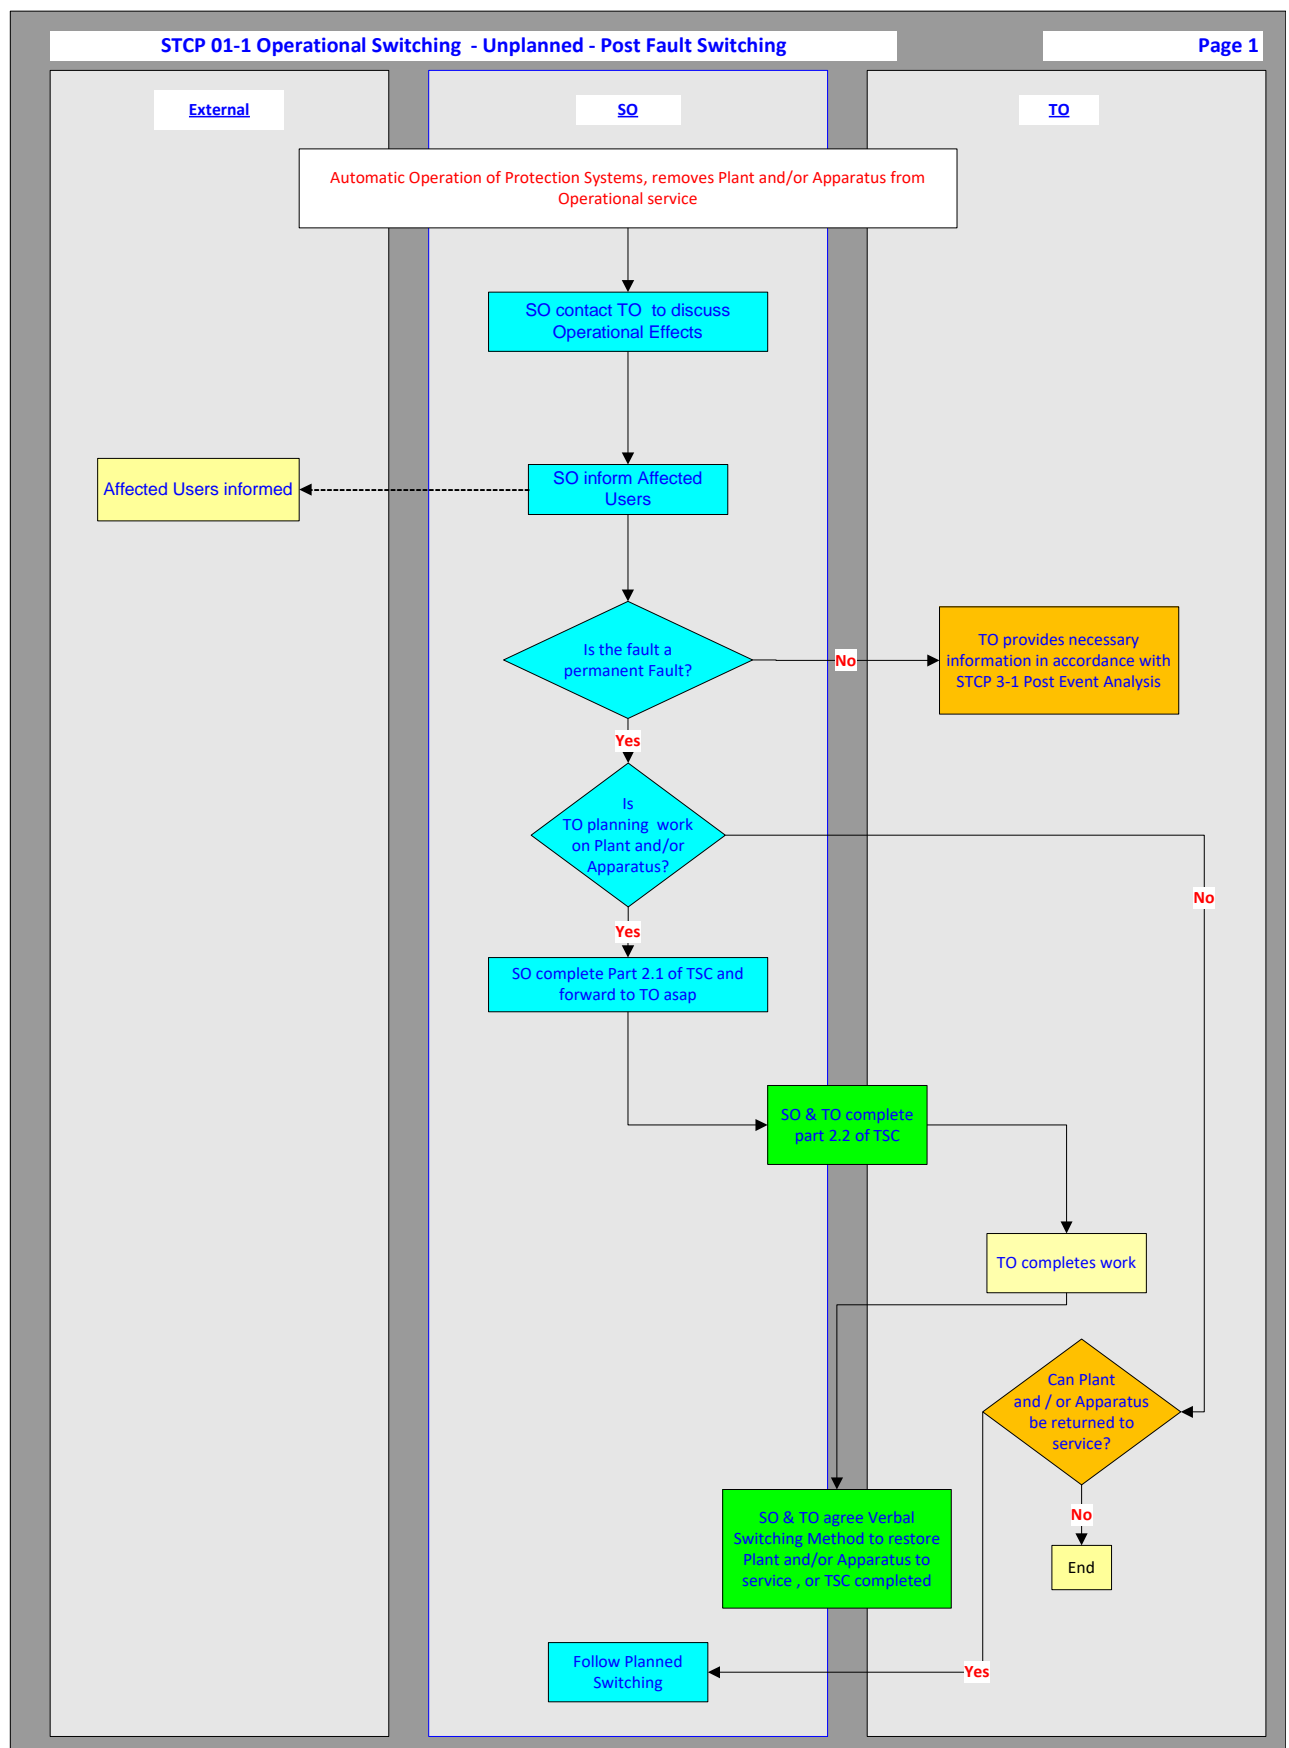 STCP 01-1 Operational Switching - Unplanned - Post Fault Switching
Page 1
External
SO
TO
Automatic Operation of Protection Systems, removes Plant and/or Apparatus from
Operational service
SO contact TO to discuss
Operational Effects
Affected Users informed
SO inform Affected
Users
Is the fault a
permanent Fault?
No
TO provides necessary
information in accordance with
STCP 3-1 Post Event Analysis
Yes
Is
TO planning work
on Plant and/or
Apparatus?
No
Yes
SO complete Part 2.1 of TSC and
forward to TO asap
SO & TO complete
part 2.2 of TSC
TO completes work
Can Plant
and / or Apparatus
be returned to
service?
No
SO & TO agree Verbal
Switching Method to restore
Plant and/or Apparatus to
service , or TSC completed
End
Follow Planned
Switching
Yes